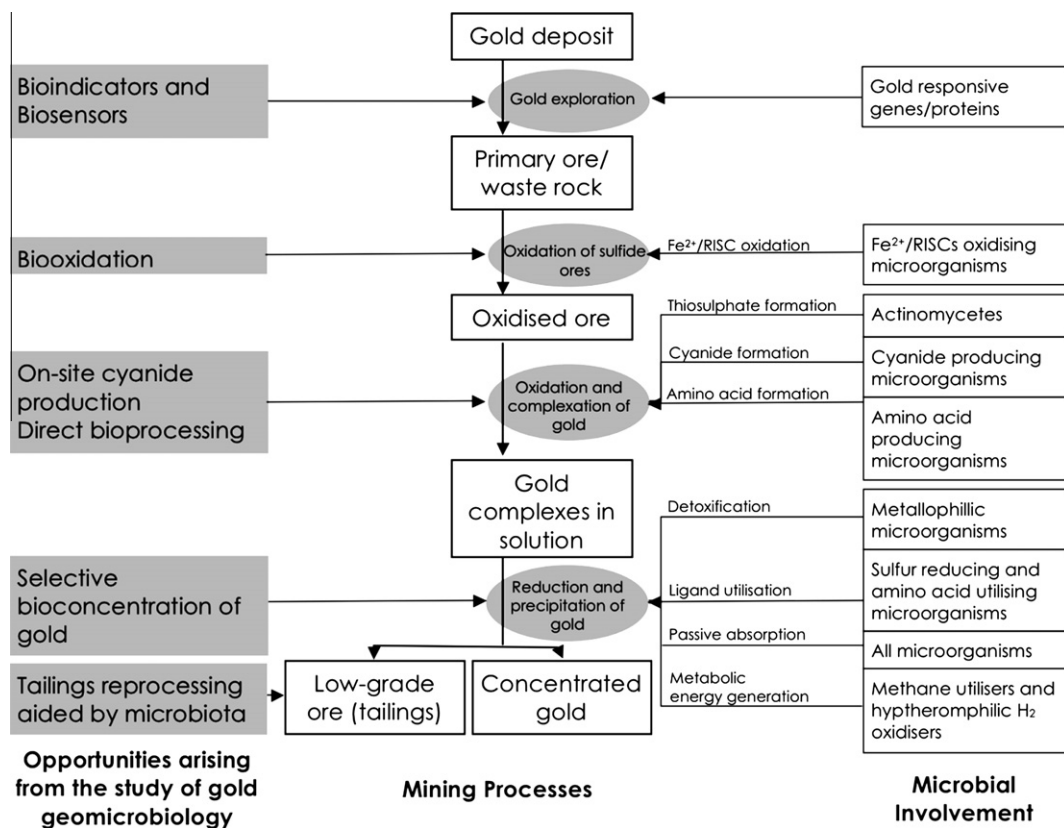 Gold deposit
Bioindicators and
Biosensors
Gold exploration
Gold responsive
genes/proteins
Primary ore/
waste rock
Biooxidation
Oxidation of sulfide
ores
Fe²⁺/RISC oxidation
Fe²⁺/RISCs oxidising
microorganisms
Oxidised ore
Thiosulphate formation
Actinomycetes
On-site cyanide
production
Direct bioprocessing
Oxidation and
complexation of
gold
Cyanide formation
Cyanide producing
microorganisms
Amino acid formation
Amino acid
producing
microorganisms
Gold
complexes in
solution
Detoxification
Metallophillic
microorganisms
Selective
bioconcentration of
gold
Reduction and
precipitation of
gold
Ligand utilisation
Sulfur reducing and
amino acid utilising
microorganisms
Passive absorption
All microorganisms
Tailings reprocessing
aided by microbiota
Low-grade
ore (tailings)
Concentrated
gold
Metabolic
energy generation
Methane utilisers and
hyptheromphilic H₂
oxidisers
Opportunities arising
from the study of gold
geomicrobiology
Mining Processes
Microbial
Involvement